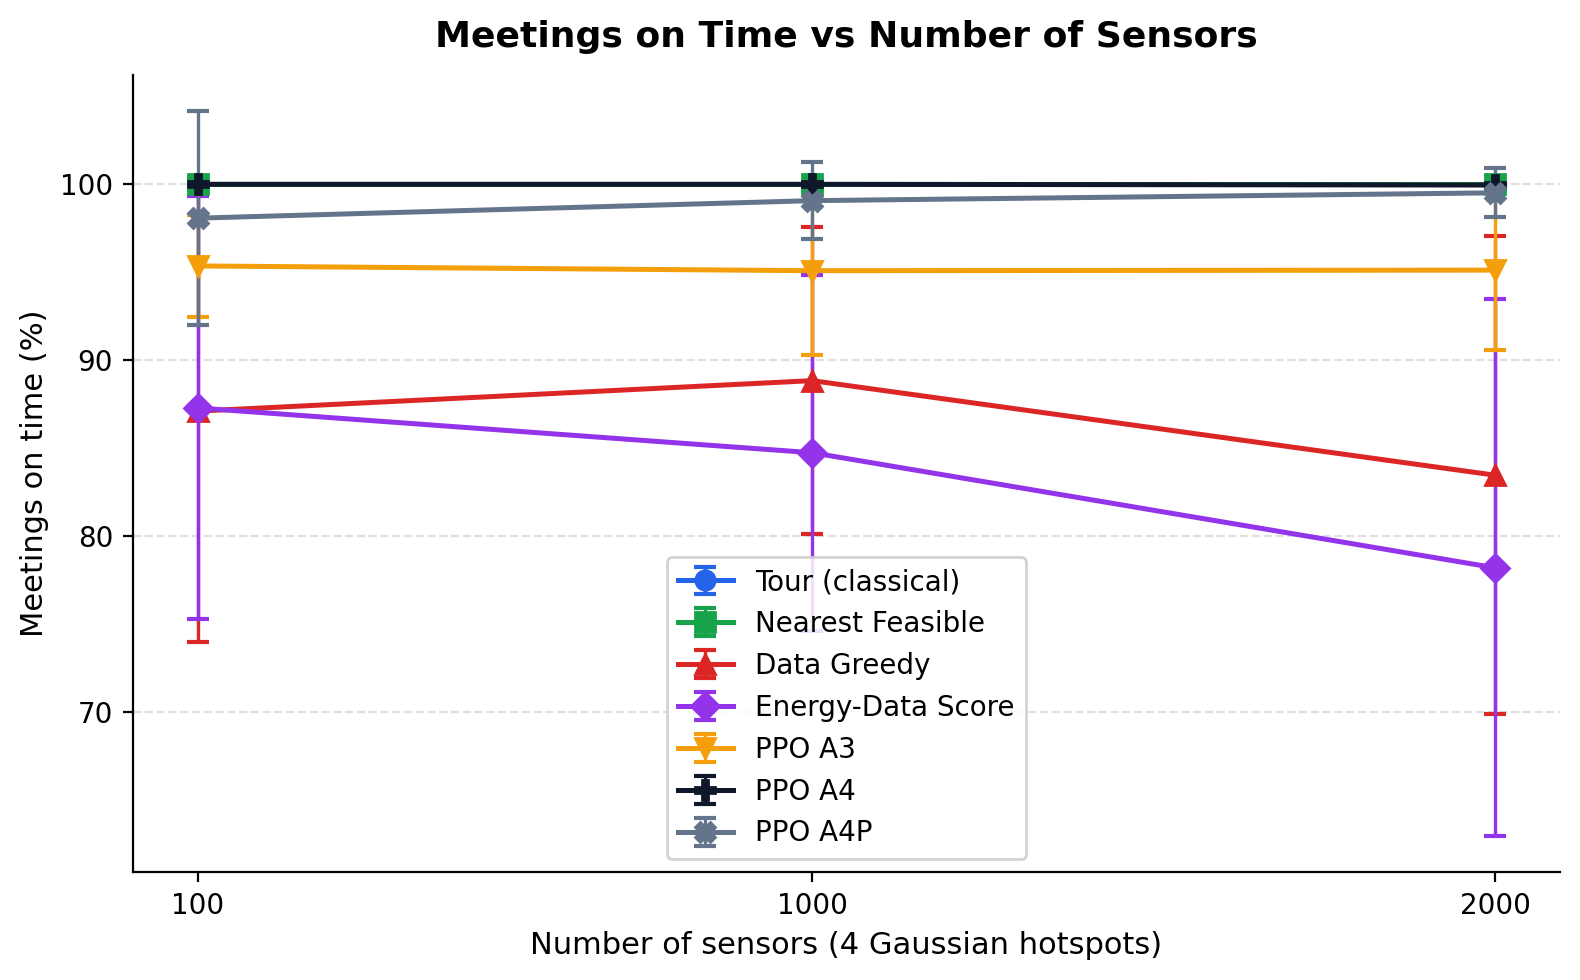 Meetings on Time vs Number of Sensors
Meetings on time (%)
100
90
80
70
Tour (classical)
Nearest Feasible
Data Greedy
Energy-Data Score
PPO A3
PPO A4
PPO A4P
100 1000 2000
Number of sensors (4 Gaussian hotspots)